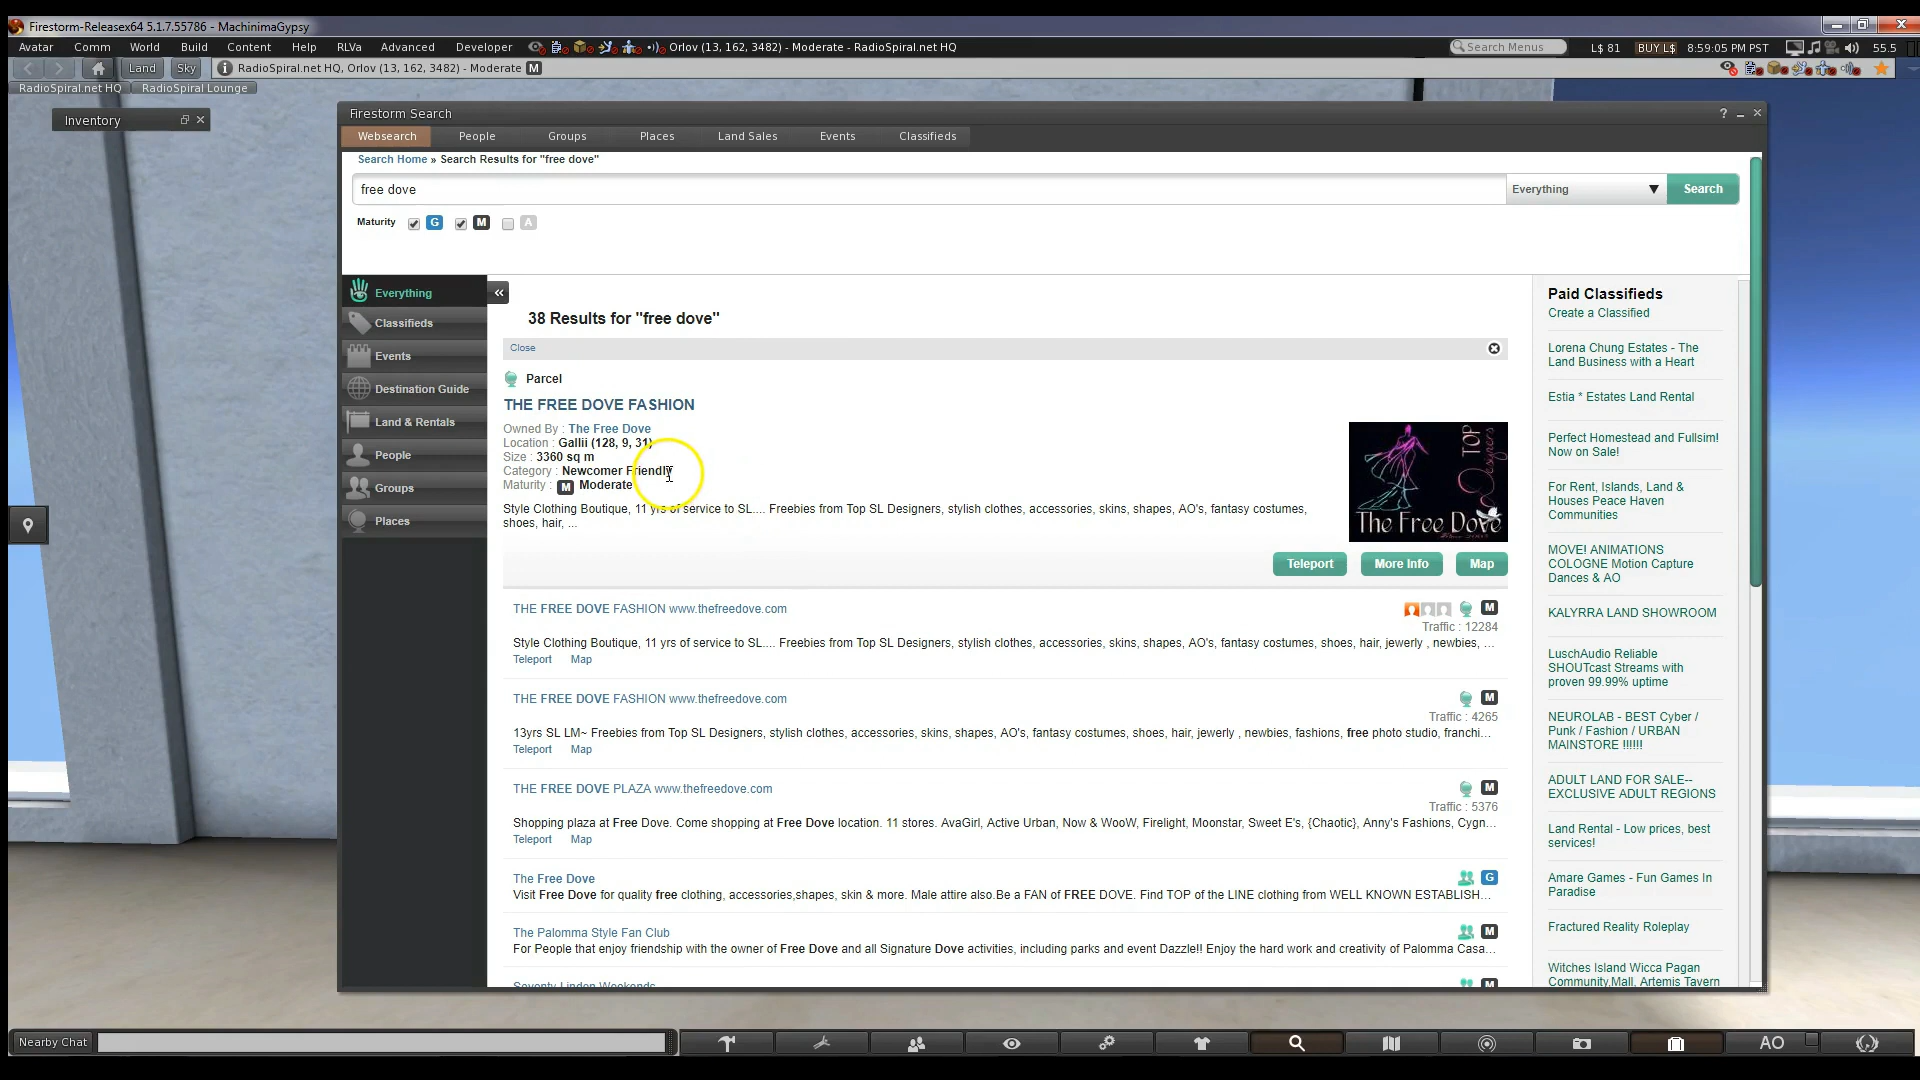 Firestorm-Releasex64 5.1.7.55786 - MachinimaGypsy
Avatar Comm World Build Content Help RLVa Advanced Developer Orlov (13, 162, 3482) - Moderate - RadioSpiral.net HQ Search Menus L$ 81 BUY L$ 8:59:05 PM PST 55.5
Land Sky RadioSpiral.net HQ, Orlov (13, 162, 3482) - Moderate M
RadioSpiral.net HQ RadioSpiral Lounge
Inventory
Firestorm Search
Websearch People Groups Places Land Sales Events Classifieds
Search Home » Search Results for "free dove"
free dove Everything Search
Maturity G M A
Everything
Classifieds
Events
Destination Guide
Land & Rentals
People
Groups
Places
38 Results for "free dove"
Close
Parcel
THE FREE DOVE FASHION
Owned By : The Free Dove
Location : Gallii (128, 9, 31)
Size : 3360 sq m
Category : Newcomer Friendly
Maturity : M Moderate
Style Clothing Boutique, 11 yrs of service to SL.... Freebies from Top SL Designers, stylish clothes, accessories, skins, shapes, AO's, fantasy costumes,
shoes, hair, ...
TOP
Designers
The Free Dove
Teleport More Info Map
THE FREE DOVE FASHION www.thefreedove.com M
Traffic : 12284
Style Clothing Boutique, 11 yrs of service to SL.... Freebies from Top SL Designers, stylish clothes, accessories, skins, shapes, AO's, fantasy costumes, shoes, hair, jewerly , newbies, ...
Teleport Map
THE FREE DOVE FASHION www.thefreedove.com M
Traffic : 4265
13yrs SL LM~ Freebies from Top SL Designers, stylish clothes, accessories, skins, shapes, AO's, fantasy costumes, shoes, hair, jewerly , newbies, fashions, free photo studio, franchi...
Teleport Map
THE FREE DOVE PLAZA www.thefreedove.com M
Traffic : 5376
Shopping plaza at Free Dove. Come shopping at Free Dove location. 11 stores. AvaGirl, Active Urban, Now & WooW, Firelight, Moonstar, Sweet E's, {Chaotic}, Anny's Fashions, Cygn...
Teleport Map
The Free Dove G
Visit Free Dove for quality free clothing, accessories,shapes, skin & more. Male attire also.Be a FAN of FREE DOVE. Find TOP of the LINE clothing from WELL KNOWN ESTABLISH...
The Palomma Style Fan Club M
For People that enjoy friendship with the owner of Free Dove and all Signature Dove activities, including parks and event Dazzle!! Enjoy the hard work and creativity of Palomma Casa...
Seventy Linden Weekends M
Paid Classifieds
Create a Classified
Lorena Chung Estates - The
Land Business with a Heart
Estia * Estates Land Rental
Perfect Homestead and Fullsim!
Now on Sale!
For Rent, Islands, Land &
Houses Peace Haven
Communities
MOVE! ANIMATIONS
COLOGNE Motion Capture
Dances & AO
KALYRRA LAND SHOWROOM
LuschAudio Reliable
SHOUTcast Streams with
proven 99.99% uptime
NEUROLAB - BEST Cyber /
Punk / Fashion / URBAN
MAINSTORE !!!!!!
ADULT LAND FOR SALE--
EXCLUSIVE ADULT REGIONS
Land Rental - Low prices, best
services!
Amare Games - Fun Games In
Paradise
Fractured Reality Roleplay
Witches Island Wicca Pagan
Community,Mall, Artemis Tavern
Nearby Chat AO